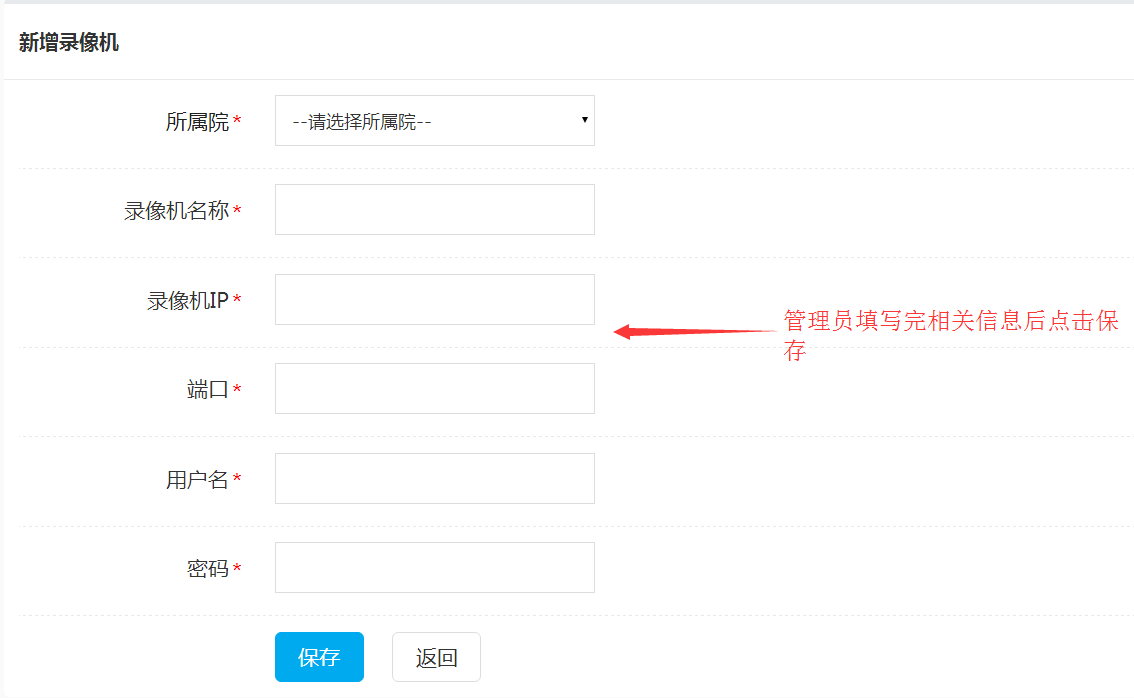 新增录像机
所属院*
--请选择所属院--
录像机名称*
录像机IP*
管理员填写完相关信息后点击保
存
端口*
用户名*
密码*
保存
返回